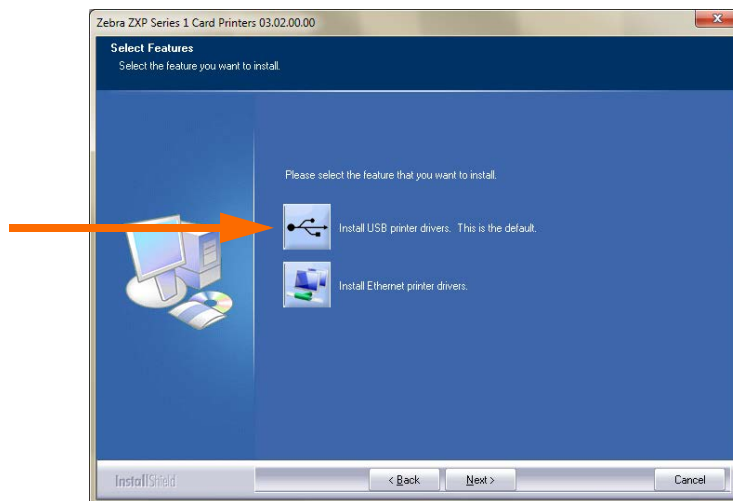 Zebra ZXP Series 1 Card Printers 03.02.00.00
x
Select Features
Select the feature you want to install.
Please select the feature that you want to install.
Install USB printer drivers. This is the default.
Install Ethernet printer drivers.
InstallShield
< Back
Next >
Cancel